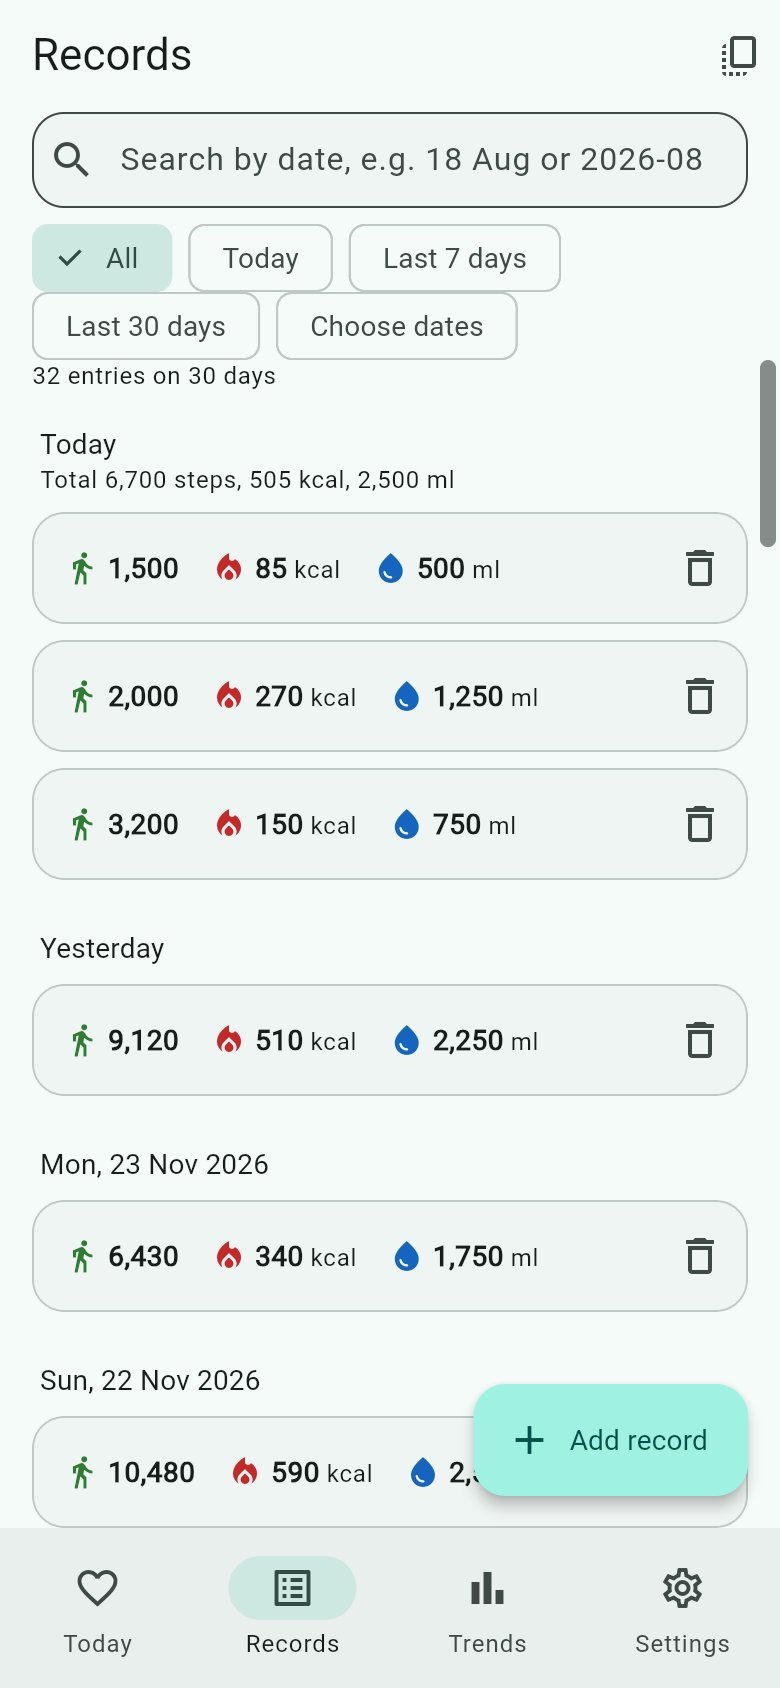 Records
Search by date, e.g. 18 Aug or 2026-08
All Today Last 7 days
Last 30 days Choose dates
32 entries on 30 days
Today
Total 6,700 steps, 505 kcal, 2,500 ml
1,500 85 kcal 500 ml
2,000 270 kcal 1,250 ml
3,200 150 kcal 750 ml
Yesterday
9,120 510 kcal 2,250 ml
Mon, 23 Nov 2026
6,430 340 kcal 1,750 ml
Sun, 22 Nov 2026
Add record
10,480 590 kcal
Today Records Trends Settings